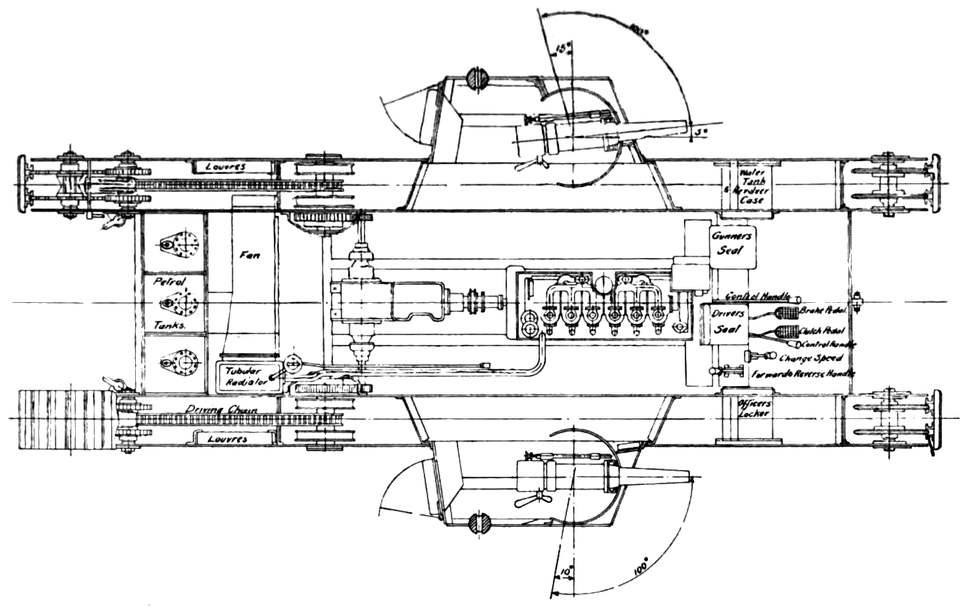 100°
15°
5°
Louvres
Water
Tank
& Revolver
Case
Gunners
Seat
Fan
Petrol
Tanks.
Control Handle
Brake Pedal
Drivers
Seat
Clutch Pedal
Control Handle
Change Speed
Forward & Reverse Handle
Tubular
Radiator
Driving Chain
Officers
Locker
Louvres
10°
100°